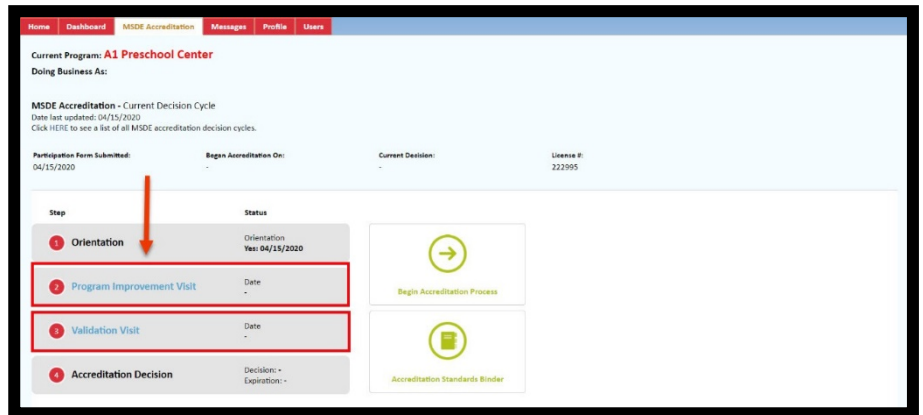 Home Dashboard MSDE Accreditation Messages Profile Users
Current Program: A1 Preschool Center
Doing Business As:
MSDE Accreditation - Current Decision Cycle
Date last updated: 04/15/2020
Click HERE to see a list of all MSDE accreditation decision cycles.
Participation Form Submitted: Began Accreditation On: Current Decision: License #:
04/15/2020 - - 222995
Step Status
1 Orientation Orientation
Yes: 04/15/2020
2 Program Improvement Visit Date
-
Begin Accreditation Process
3 Validation Visit Date
-
4 Accreditation Decision Decision: -
Expiration: -
Accreditation Standards Binder